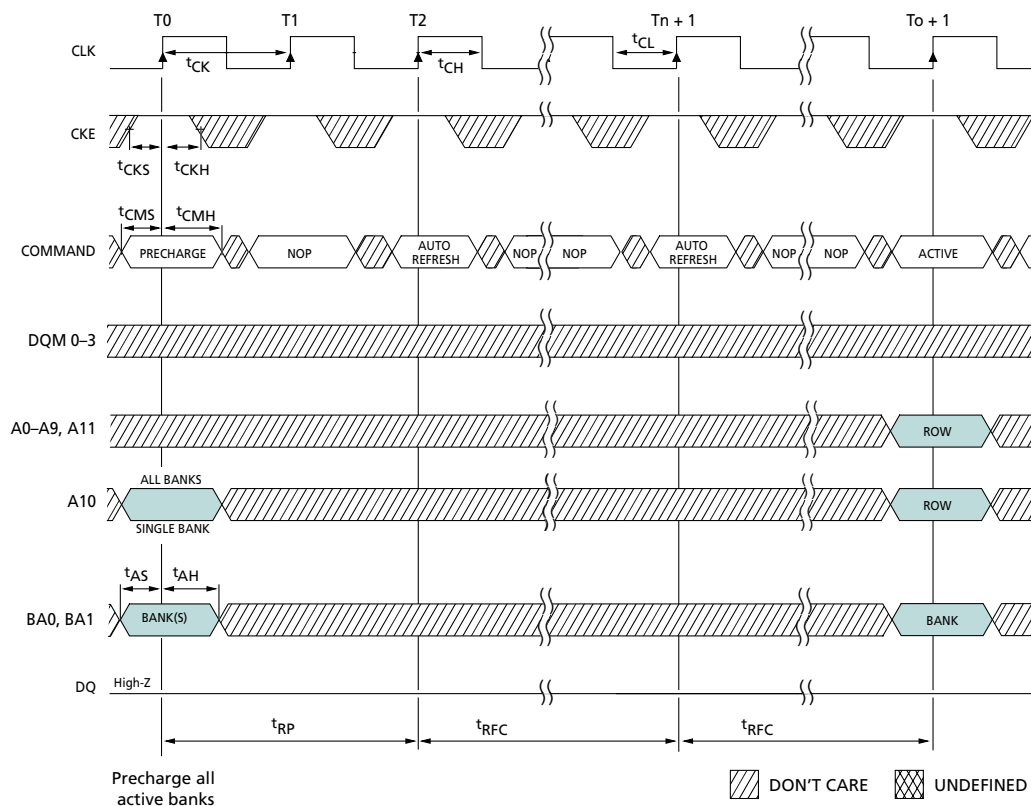 T0 T1 T2 Tn + 1 To + 1
CLK
tCK tCH tCL
CKE
tCKS tCKH
tCMS tCMH
COMMAND PRECHARGE NOP AUTO REFRESH NOP NOP AUTO REFRESH NOP NOP ACTIVE
DQM 0–3
A0–A9, A11 ROW
ALL BANKS
A10 ROW
SINGLE BANK
tAS tAH
BA0, BA1 BANK(S) BANK
DQ High-Z
tRP tRFC tRFC
Precharge all
active banks
DON'T CARE UNDEFINED